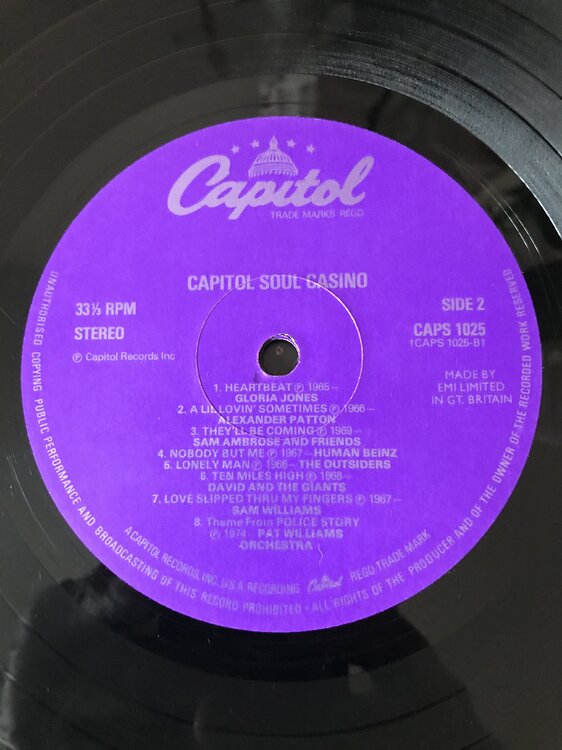 Capitol
TRADE MARKS REGD
CAPITOL SOUL CASINO
33⅓ RPM
STEREO
℗ Capitol Records Inc
SIDE 2
CAPS 1025
†CAPS 1025-B1
MADE BY
EMI LIMITED
IN GT. BRITAIN
1. HEARTBEAT ℗ 1965–
GLORIA JONES
2. A LIL LOVIN' SOMETIMES ℗ 1966–
ALEXANDER PATTON
3. THEY'LL BE COMING ℗ 1969–
SAM AMBROSE AND FRIENDS
4. NOBODY BUT ME ℗ 1967–HUMAN BEINZ
5. LONELY MAN ℗ 1966–THE OUTSIDERS
6. TEN MILES HIGH ℗ 1968–
DAVID AND THE GIANTS
7. LOVE SLIPPED THRU MY FINGERS ℗ 1967–
SAM WILLIAMS
8. Theme From POLICE STORY
℗ 1974– PAT WILLIAMS
ORCHESTRA
A CAPITOL RECORDS, INC. U.S.A. RECORDING Capitol REGD TRADE MARK
UNAUTHORISED COPYING PUBLIC PERFORMANCE AND BROADCASTING OF THIS RECORD PROHIBITED · ALL RIGHTS OF THE PRODUCER AND OF THE OWNER OF THE RECORDED WORK RESERVED